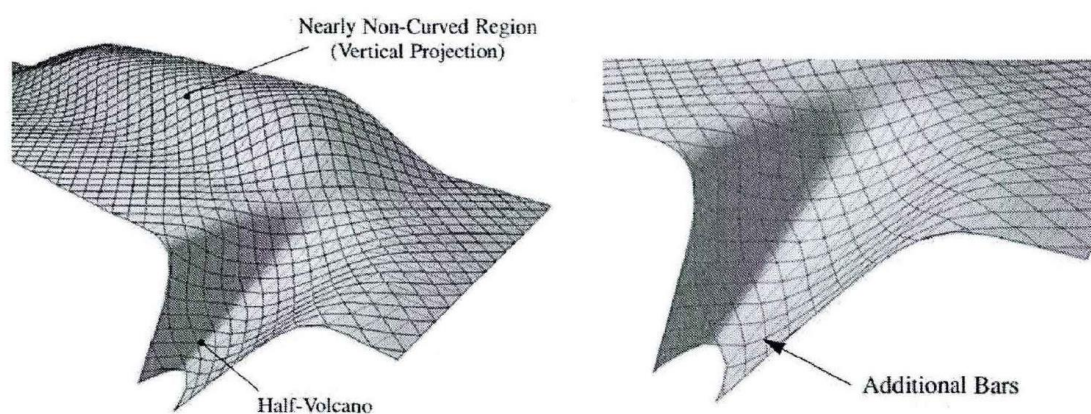 Nearly Non-Curved Region
(Vertical Projection)
Half-Volcano
Additional Bars